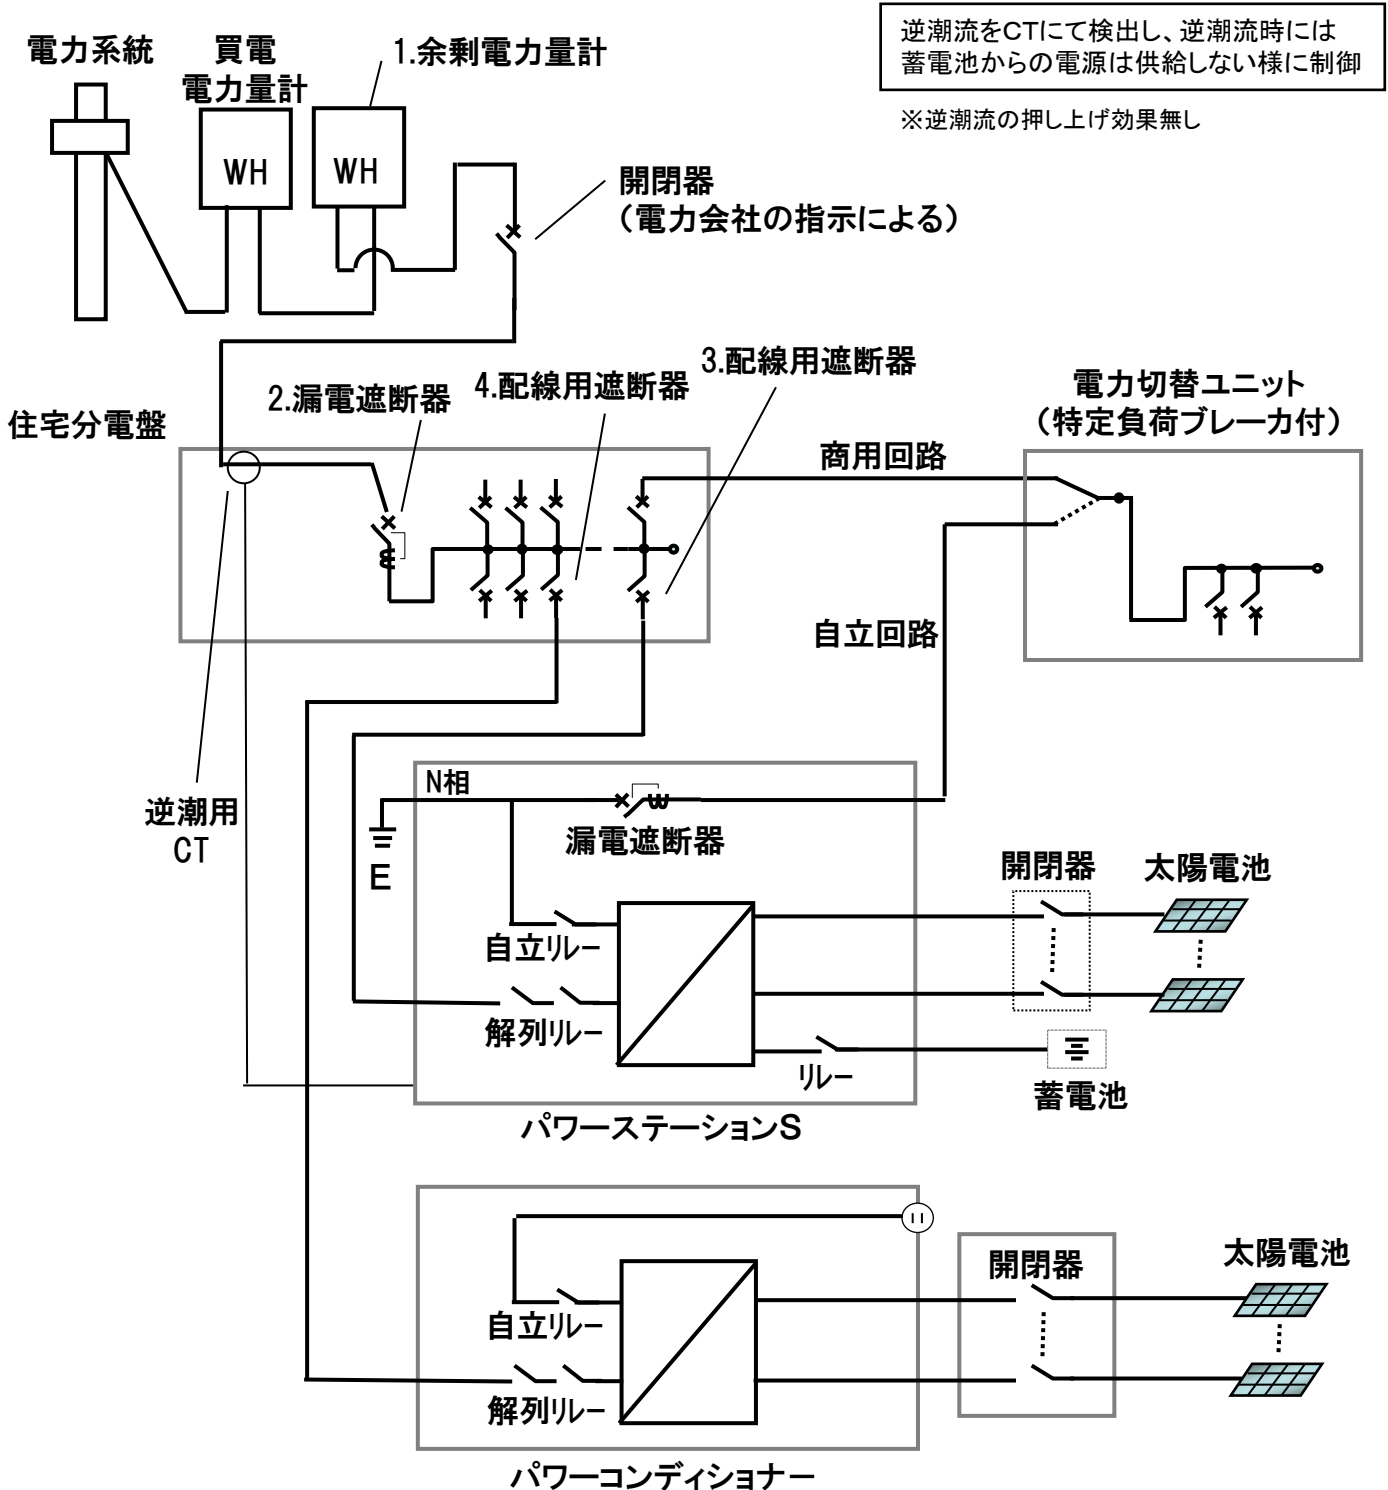 逆潮流をCTにて検出し、逆潮流時には
蓄電池からの電源は供給しない様に制御
※逆潮流の押し上げ効果無し
電力系統
買電
電力量計
1.余剰電力量計
WH
WH
開閉器
（電力会社の指示による）
住宅分電盤
2.漏電遮断器
4.配線用遮断器
3.配線用遮断器
電力切替ユニット
（特定負荷ブレーカ付）
商用回路
自立回路
逆潮用
CT
N相
E
漏電遮断器
自立リレー
解列リレー
リレー
開閉器
太陽電池
蓄電池
パワーステーションS
自立リレー
解列リレー
開閉器
太陽電池
パワーコンディショナー